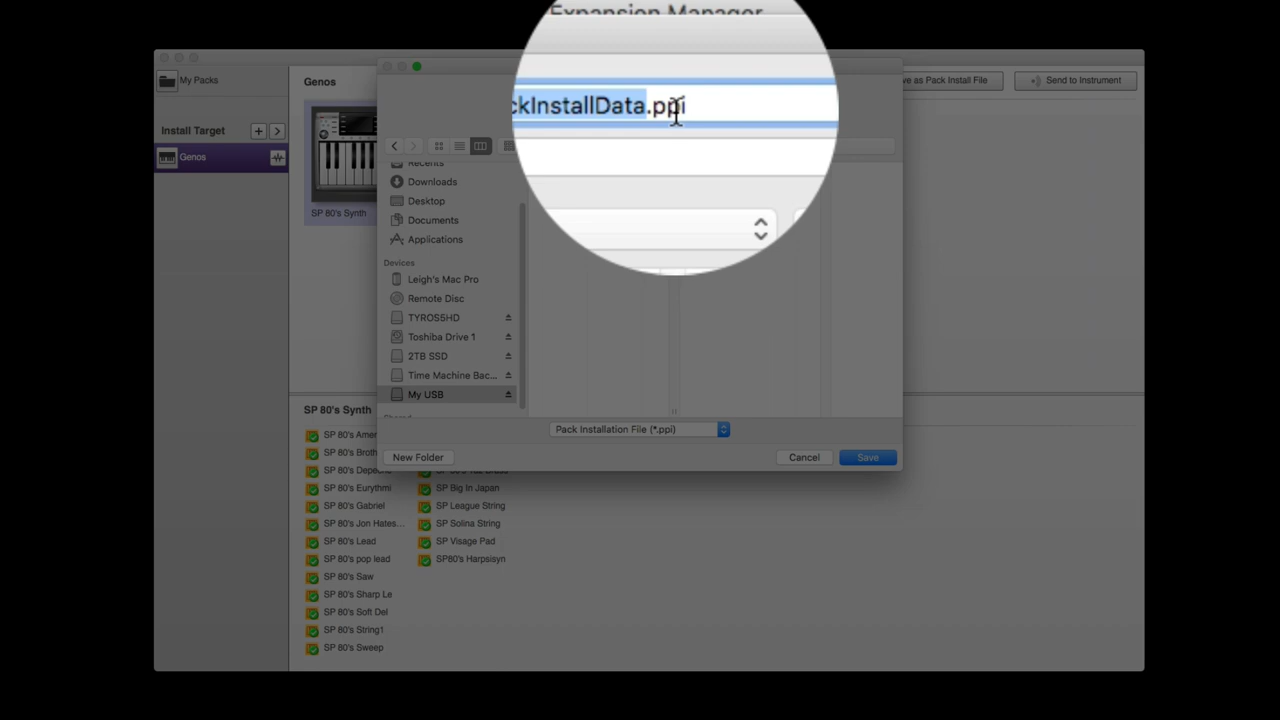 Expansion Manager
My Packs
Genos
ve as Pack Install File
Send to Instrument
ckInstallData.ppi
Install Target
Genos
SP 80's Synth
Recents
Downloads
Desktop
Documents
Applications
Devices
Leigh's Mac Pro
Remote Disc
TYROS5HD
Toshiba Drive 1
2TB SSD
Time Machine Bac...
My USB
Pack Installation File (*.ppi)
New Folder
Cancel
Save
SP 80's Synth
SP 80's Amer
SP 80's Broth
SP 80's Depeche
SP 80's Eurythmi
SP 80's Gabriel
SP 80's Jon Hates...
SP 80's Lead
SP 80's pop lead
SP 80's Saw
SP 80's Sharp Le
SP 80's Soft Del
SP 80's String1
SP 80's Sweep
SP Big In Japan
SP League String
SP Solina String
SP Visage Pad
SP80's Harpsisyn